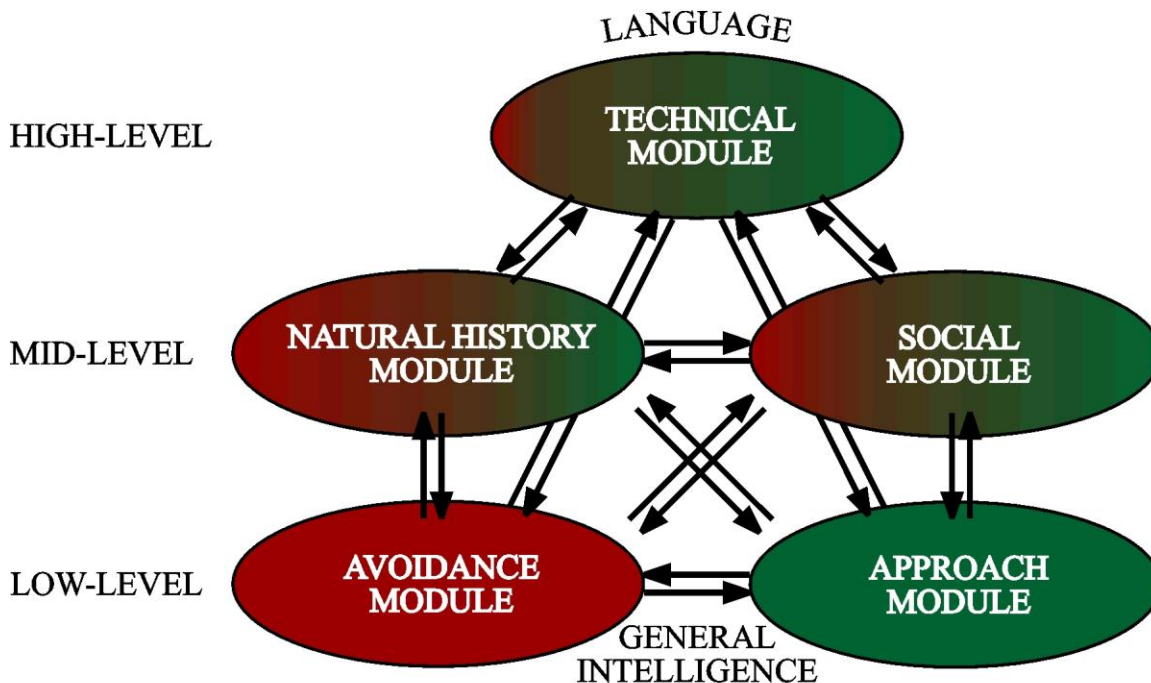 LANGUAGE
HIGH-LEVEL
TECHNICAL
MODULE
MID-LEVEL
NATURAL HISTORY
MODULE
SOCIAL
MODULE
LOW-LEVEL
AVOIDANCE
MODULE
APPROACH
MODULE
GENERAL
INTELLIGENCE